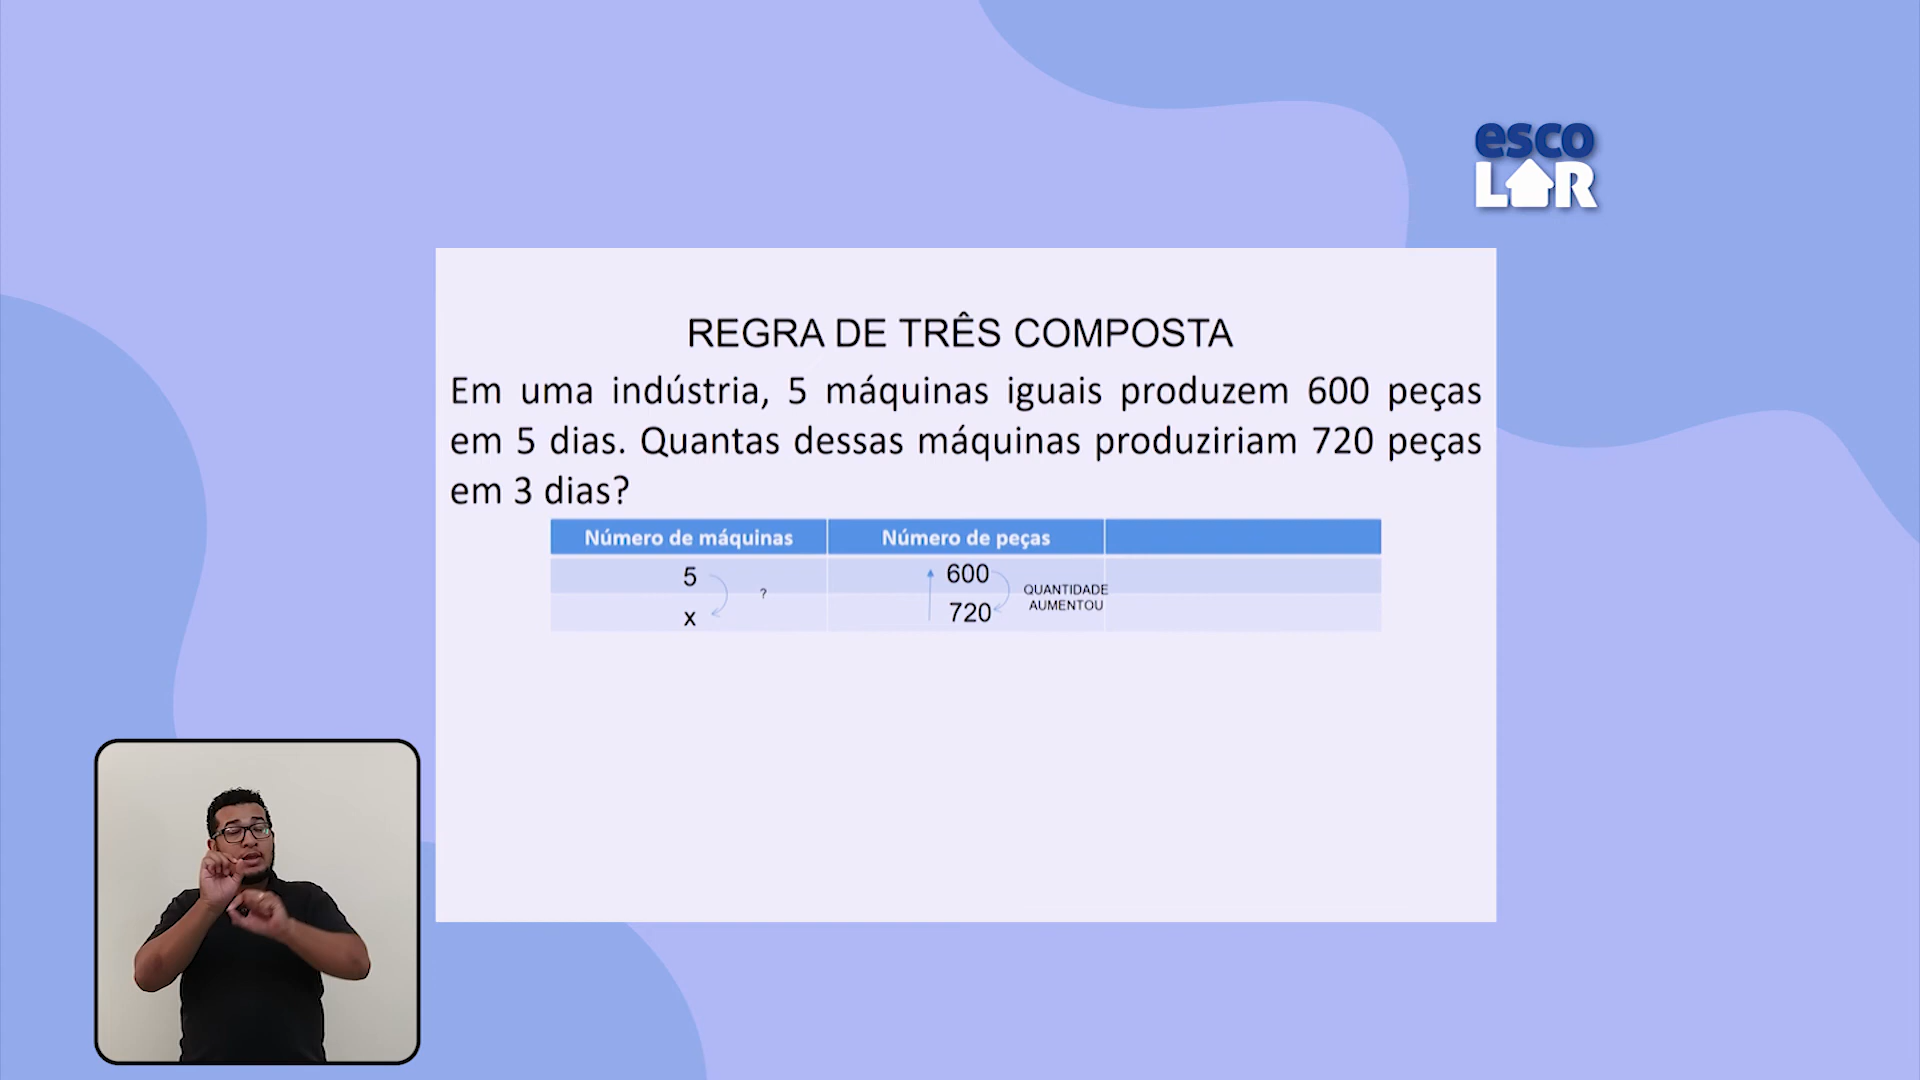 esco
LAR
REGRA DE TRÊS COMPOSTA
Em uma indústria, 5 máquinas iguais produzem 600 peças
em 5 dias. Quantas dessas máquinas produziriam 720 peças
em 3 dias?
Número de máquinas Número de peças
5 ? 600 QUANTIDADE
x 720 AUMENTOU